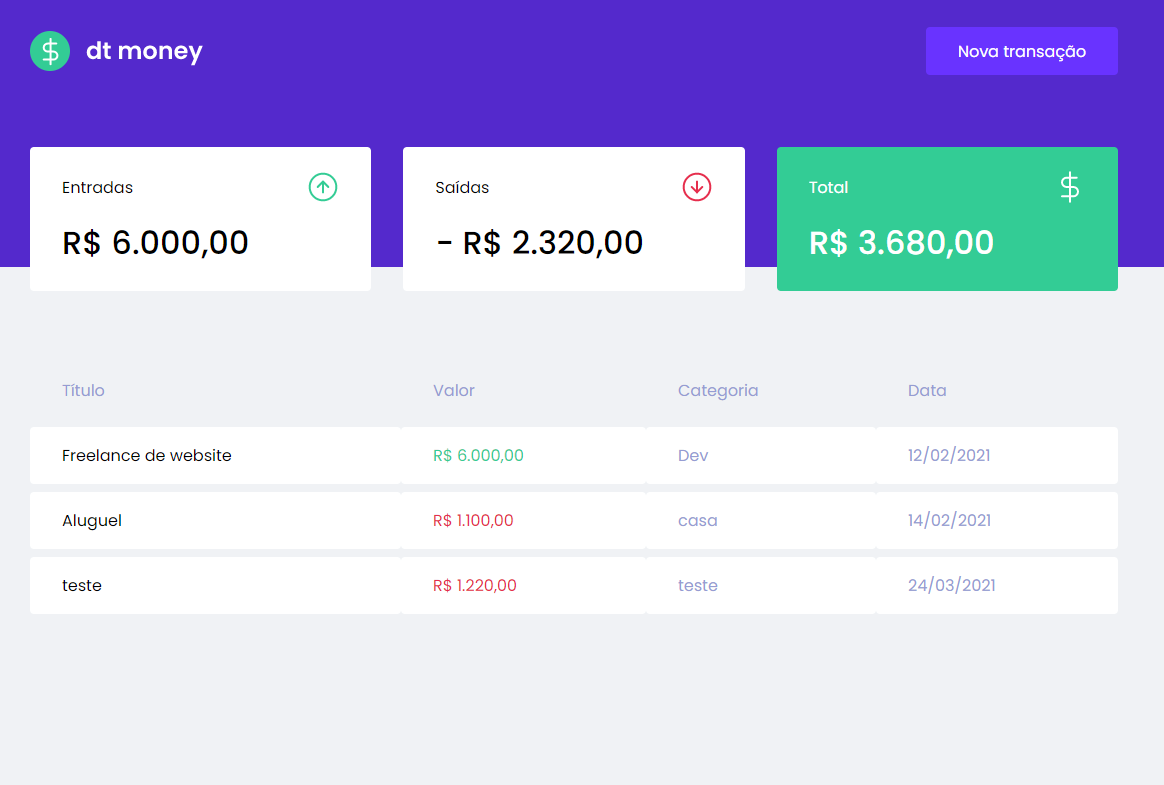 $ dt money
Nova transação
Entradas
R$ 6.000,00
Saídas
- R$ 2.320,00
Total $
R$ 3.680,00
Título Valor Categoria Data
Freelance de website R$ 6.000,00 Dev 12/02/2021
Aluguel R$ 1.100,00 casa 14/02/2021
teste R$ 1.220,00 teste 24/03/2021